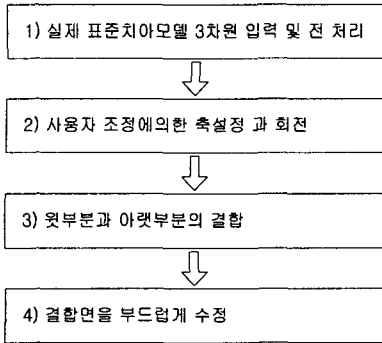 1) 실제 표준치아모델 3차원 입력 및 전 처리
2) 사용자 조정에의한 축설정 과 회전
3) 윗부분과 아랫부분의 결합
4) 결합면을 부드럽게 수정